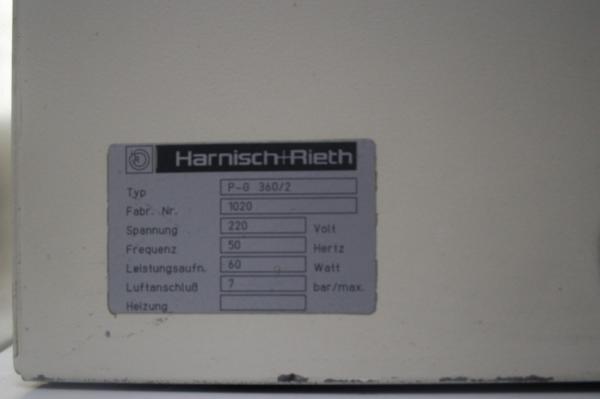 Harnisch+Rieth
Typ P-G 360/2
Fabr. Nr. 1020
Spannung 220 Volt
Frequenz 50 Hertz
Leistungsaufn. 60 Watt
Luftanschluß 7 bar/max.
Heizung